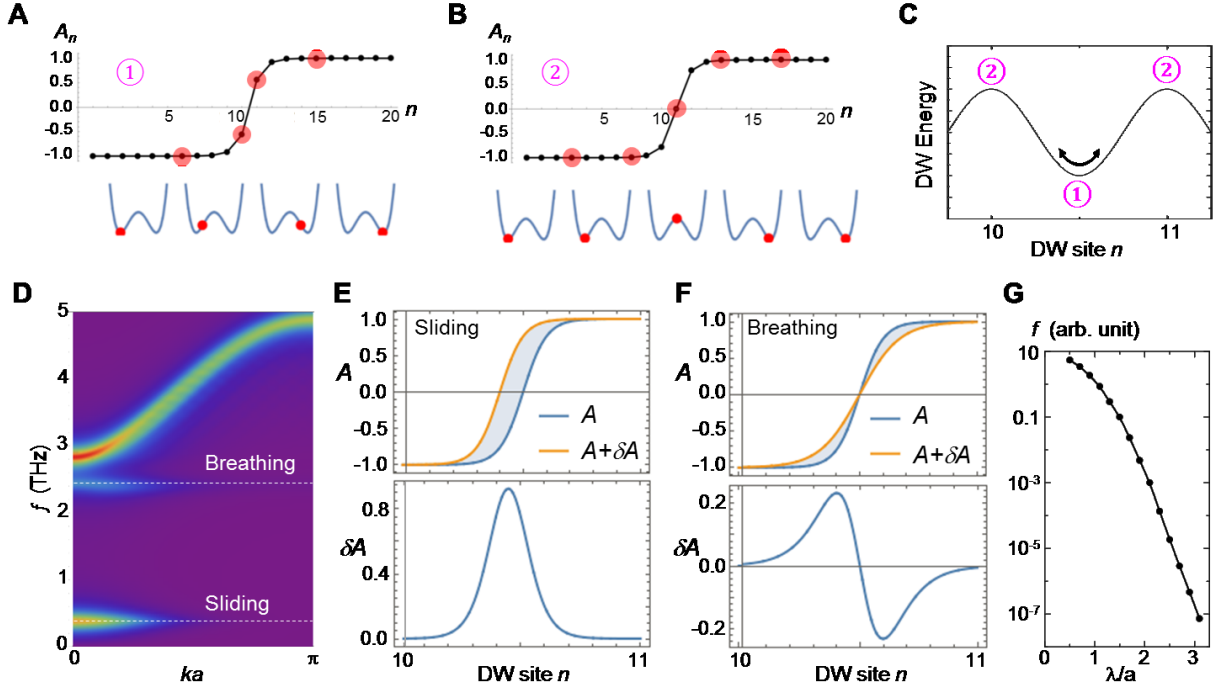 A
A_n
1.0
0.5
0.0
-0.5
-1.0
5
10
15
20
n
①
B
A_n
1.0
0.5
0.0
-0.5
-1.0
5
10
15
20
n
②
C
DW Energy
②
②
①
10
11
DW site n
D
f (THz)
5
4
3
2
1
0
Breathing
Sliding
0
π
ka
E
Sliding
A
1.0
0.5
0.0
-0.5
-1.0
A
A+δA
δA
0.8
0.4
0.0
10
11
DW site n
F
Breathing
A
1.0
0.5
0.0
-0.5
-1.0
A
A+δA
δA
0.2
0.0
-0.2
10
11
DW site n
G
f (arb. unit)
10
0.1
10⁻³
10⁻⁵
10⁻⁷
0
1
2
3
λ/a